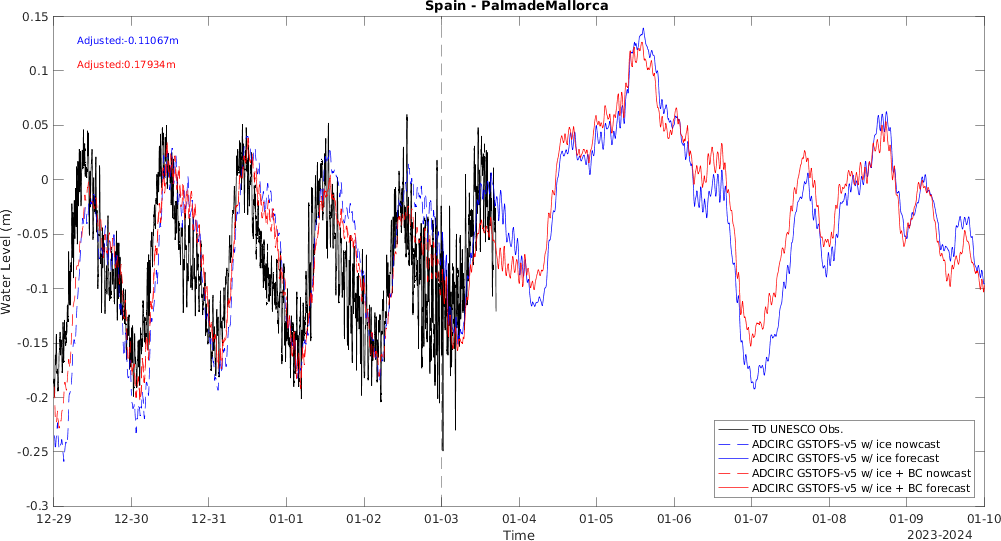 Spain - PalmadeMallorca
Adjusted:-0.11067m
Adjusted:0.17934m
Water Level (m)
0.15
0.1
0.05
0
-0.05
-0.1
-0.15
-0.2
-0.25
-0.3
TD UNESCO Obs.
ADCIRC GSTOFS-v5 w/ ice nowcast
ADCIRC GSTOFS-v5 w/ ice forecast
ADCIRC GSTOFS-v5 w/ ice + BC nowcast
ADCIRC GSTOFS-v5 w/ ice + BC forecast
12-29 12-30 12-31 01-01 01-02 01-03 01-04 01-05 01-06 01-07 01-08 01-09 01-10
Time
2023-2024